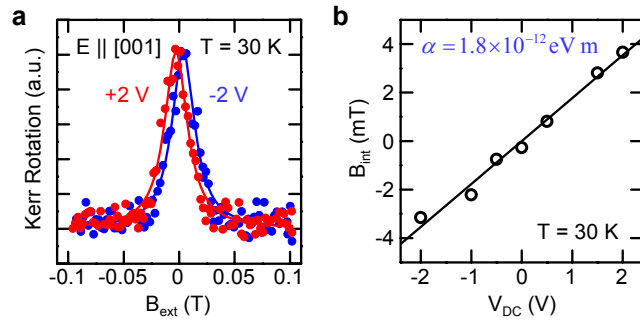 a
E || [001]
T = 30 K
+2 V
-2 V
Kerr Rotation (a.u.)
-0.1
-0.05
0
0.05
0.1
B_ext (T)
b
α = 1.8×10⁻¹² eV m
4
2
0
-2
-4
B_int (mT)
T = 30 K
-2
-1
0
1
2
V_DC (V)